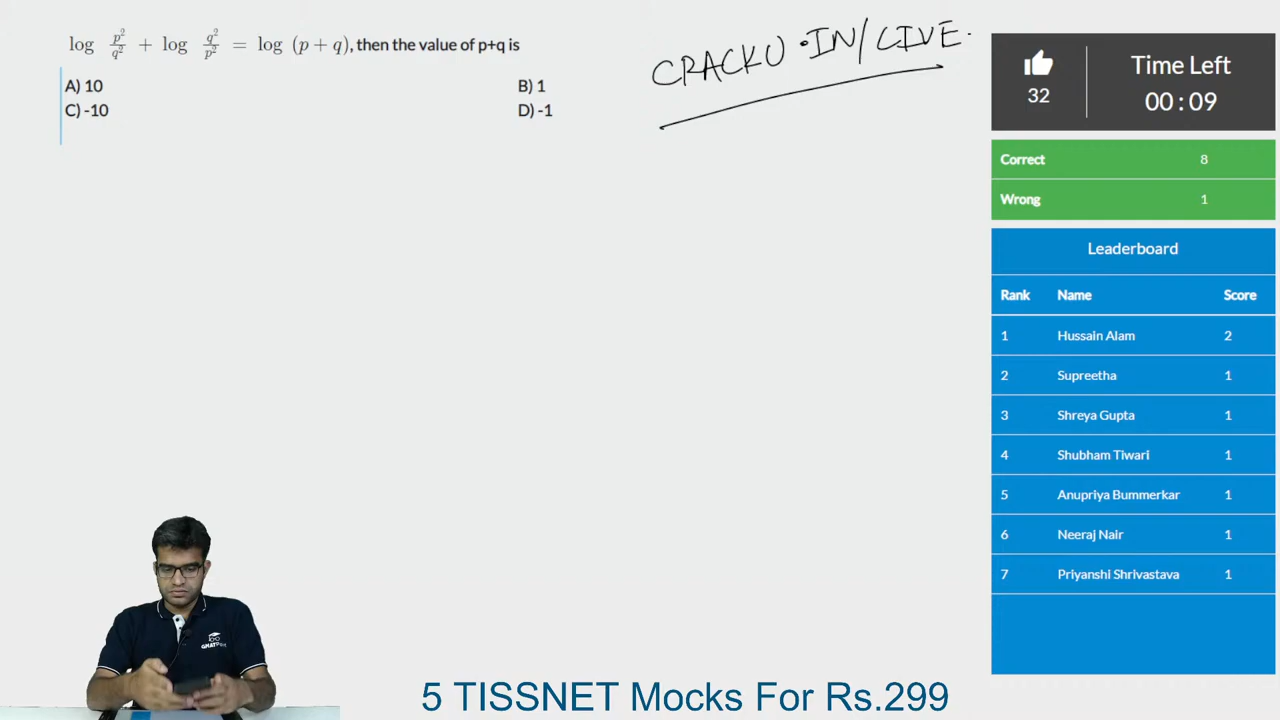 log p²/q² + log q²/p² = log (p + q), then the value of p+q is
A) 10
B) 1
C) -10
D) -1
CRACKU.IN/LIVE.
32
Time Left
00 : 09
Correct 8
Wrong 1
Leaderboard
Rank Name Score
1 Hussain Alam 2
2 Supreetha 1
3 Shreya Gupta 1
4 Shubham Tiwari 1
5 Anupriya Bummerkar 1
6 Neeraj Nair 1
7 Priyanshi Shrivastava 1
5 TISSNET Mocks For Rs.299